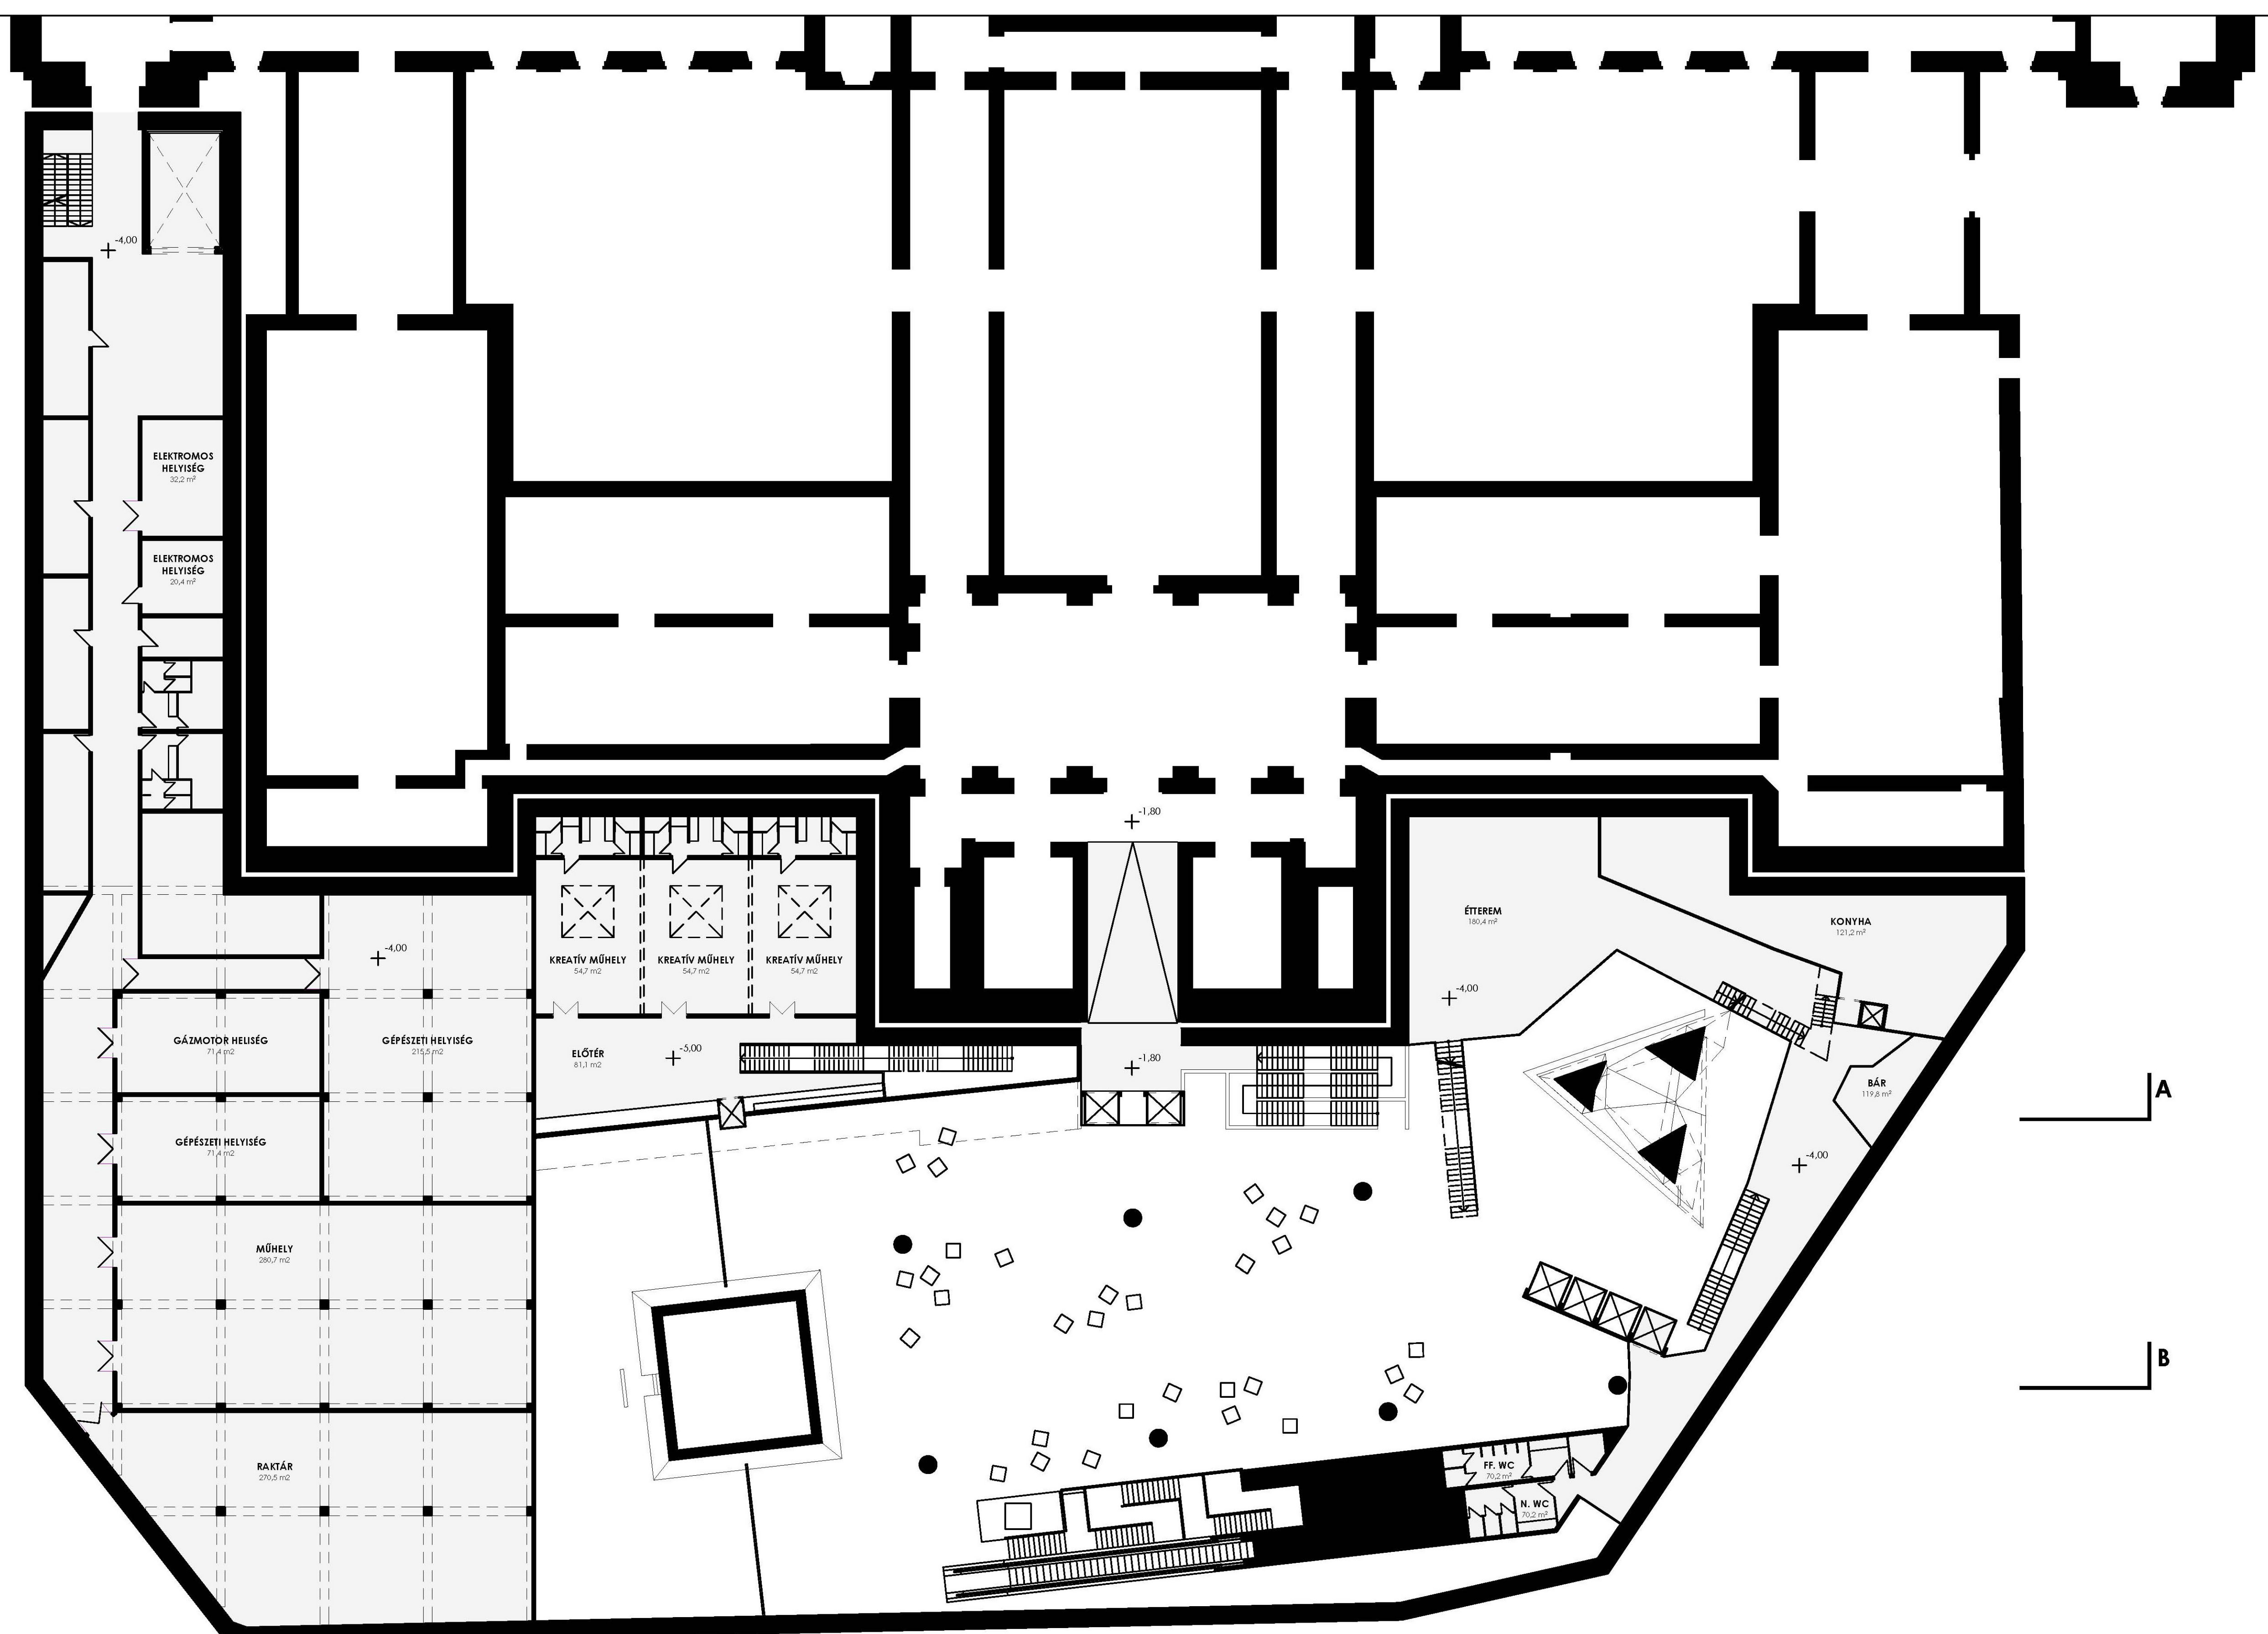 -4,00
ELEKTROMOS
HELYISÉG
32,2 m²
ELEKTROMOS
HELYISÉG
20,4 m²
-1,80
ÉTTEREM
180,4 m²
KONYHA
121,2 m²
-4,00
KREATÍV MŰHELY
54,7 m2
KREATÍV MŰHELY
54,7 m2
KREATÍV MŰHELY
54,7 m2
-4,00
GÁZMOTOR HELISÉG
71,4 m2
GÉPÉSZETI HELYISÉG
215,5 m2
ELŐTÉR
81,1 m2
-5,00
-1,80
BÁR
119,8 m²
A
GÉPÉSZETI HELYISÉG
71,4 m2
-4,00
MŰHELY
280,7 m2
B
RAKTÁR
270,5 m2
FF. WC
70,2 m²
N. WC
70,2 m²